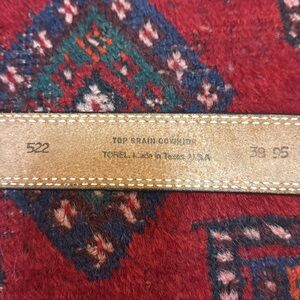 TOP GRAIN COWHIDE
522 TOREL, Made in Texas, U.S.A. 38 95